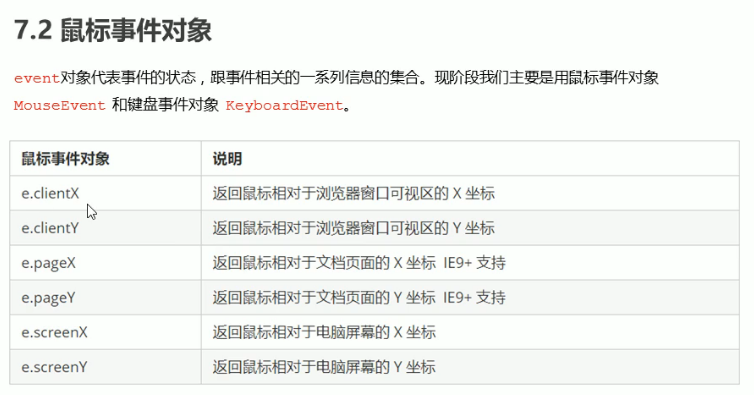 7.2 鼠标事件对象
event对象代表事件的状态，跟事件相关的一系列信息的集合。现阶段我们主要是用鼠标事件对象
MouseEvent 和键盘事件对象 KeyboardEvent。
鼠标事件对象 说明
e.clientX 返回鼠标相对于浏览器窗口可视区的 X 坐标
e.clientY 返回鼠标相对于浏览器窗口可视区的 Y 坐标
e.pageX 返回鼠标相对于文档页面的 X 坐标 IE9+ 支持
e.pageY 返回鼠标相对于文档页面的 Y 坐标 IE9+ 支持
e.screenX 返回鼠标相对于电脑屏幕的 X 坐标
e.screenY 返回鼠标相对于电脑屏幕的 Y 坐标